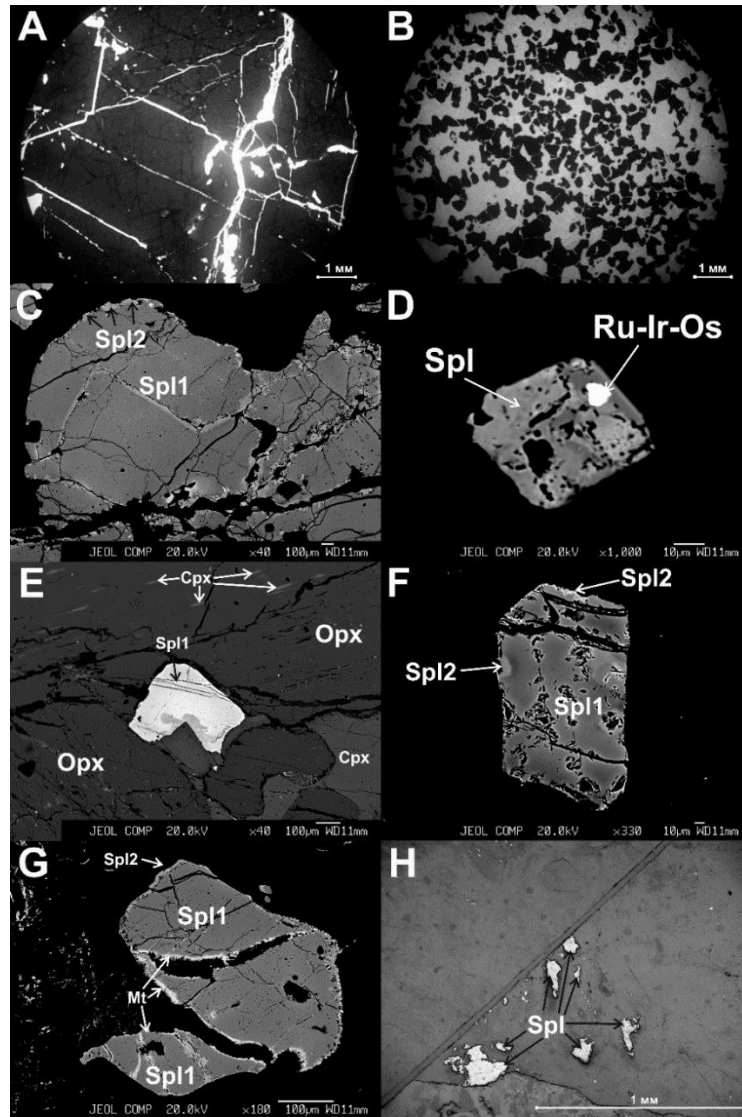 A
1 мм
B
1 мм
C
Spl2
Spl1
JEOL COMP 20.0kV ×40 100μm WD11mm
D
Ru-Ir-Os
Spl
JEOL COMP 20.0kV ×1,000 10μm WD11mm
E
Cpx
Opx
Spl1
Opx
Cpx
JEOL COMP 20.0kV ×40 100μm WD11mm
F
Spl2
Spl2
Spl1
JEOL COMP 20.0kV ×330 10μm WD11mm
G
Spl2
Spl1
Mt
Spl1
JEOL COMP 20.0kV ×180 100μm WD11mm
H
Spl
1 мм